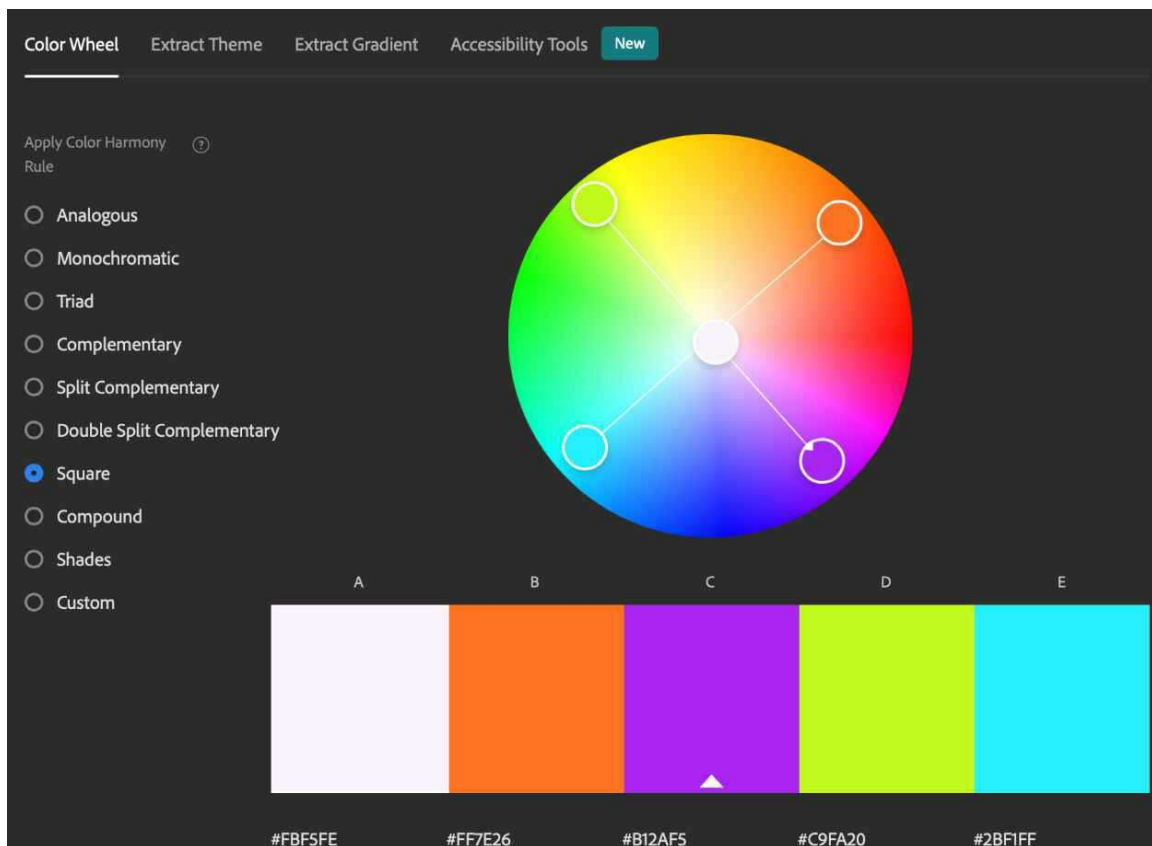 Color Wheel Extract Theme Extract Gradient Accessibility Tools New
Apply Color Harmony ?
Rule
Analogous
Monochromatic
Triad
Complementary
Split Complementary
Double Split Complementary
Square
Compound
Shades
Custom
A B C D E
#FBF5FE #FF7E26 #B12AF5 #C9FA20 #2BF1FF